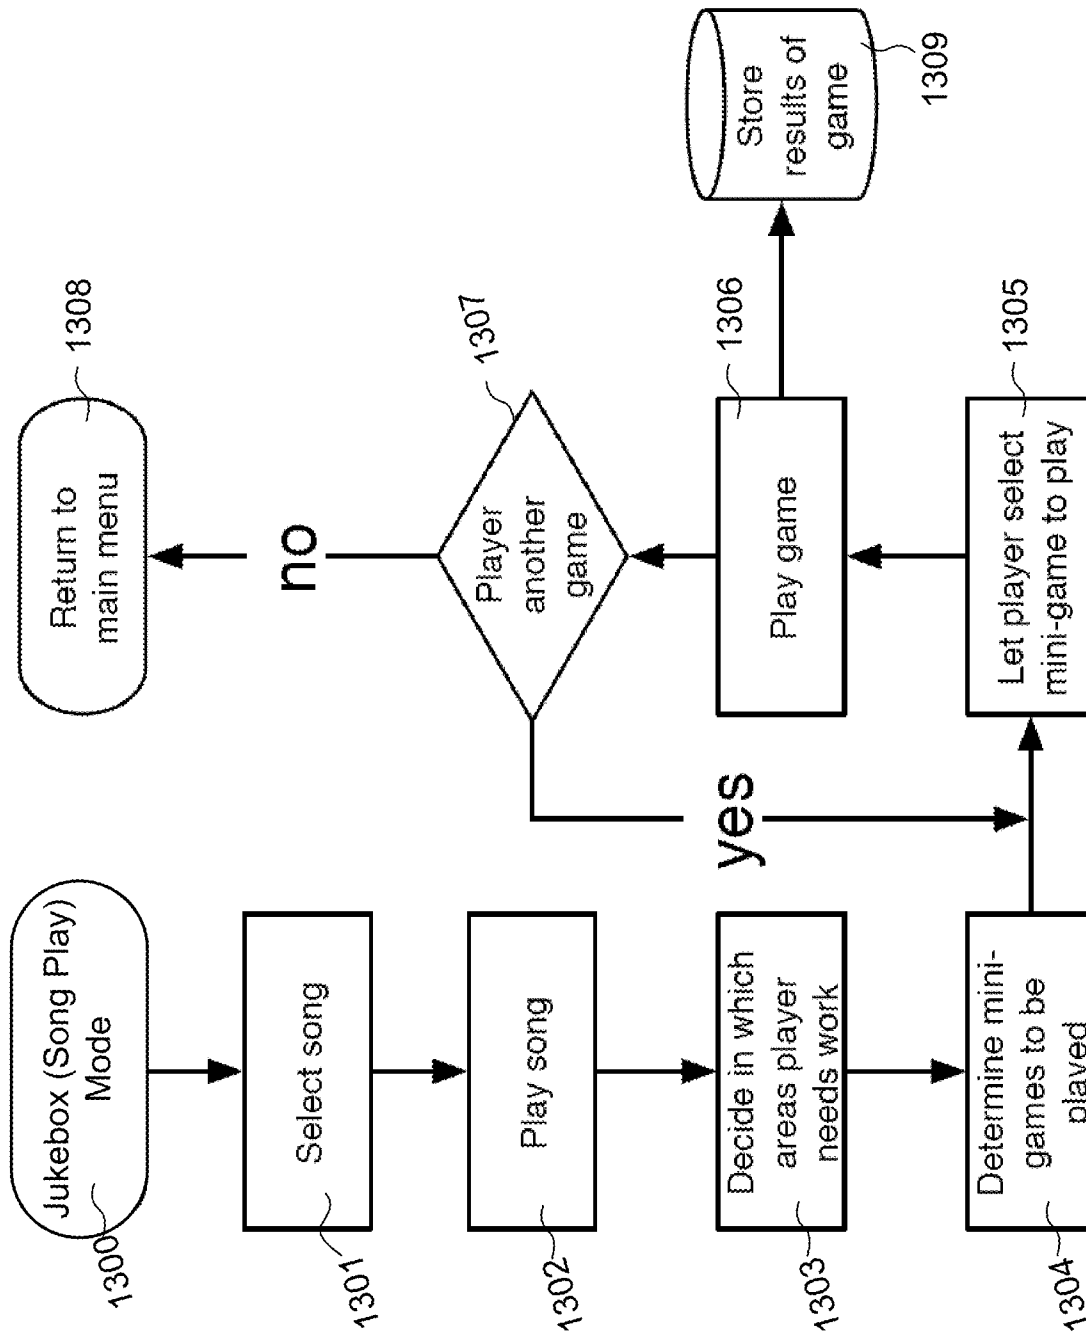 Jukebox (Song Play)
Mode
1300
Select song
1301
Play song
1302
Decide in which
areas player
needs work
1303
Determine mini-
games to be
played
1304
Let player select
mini-game to play
1305
Play game
1306
Player
another
game
1307
yes
no
Return to
main menu
1308
Store
results of
game
1309